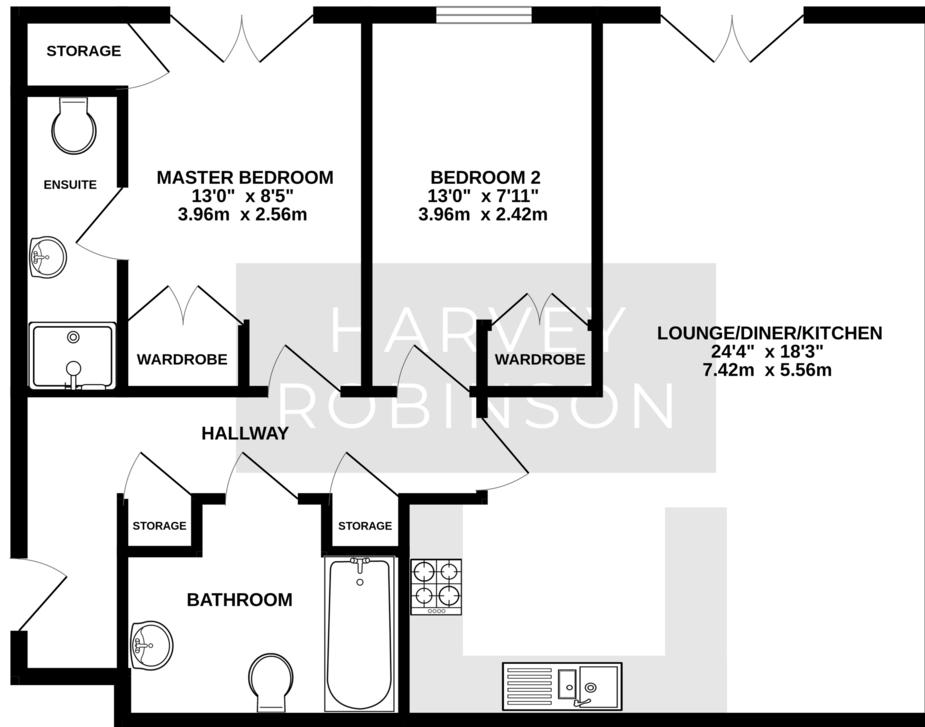 STORAGE
ENSUITE
MASTER BEDROOM
13'0" x 8'5"
3.96m x 2.56m
BEDROOM 2
13'0" x 7'11"
3.96m x 2.42m
WARDROBE
WARDROBE
LOUNGE/DINER/KITCHEN
24'4" x 18'3"
7.42m x 5.56m
HARVEY
ROBINSON
HALLWAY
STORAGE
STORAGE
BATHROOM